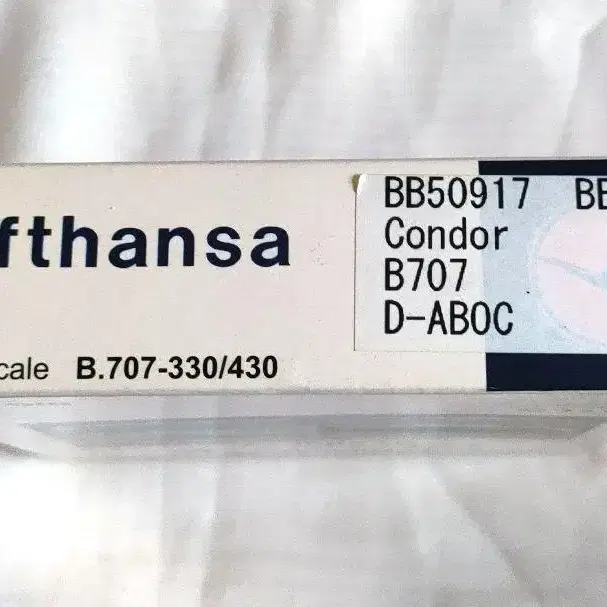 fthansa
cale B.707-330/430
BB50917 BB
Condor
B707
D-ABOC